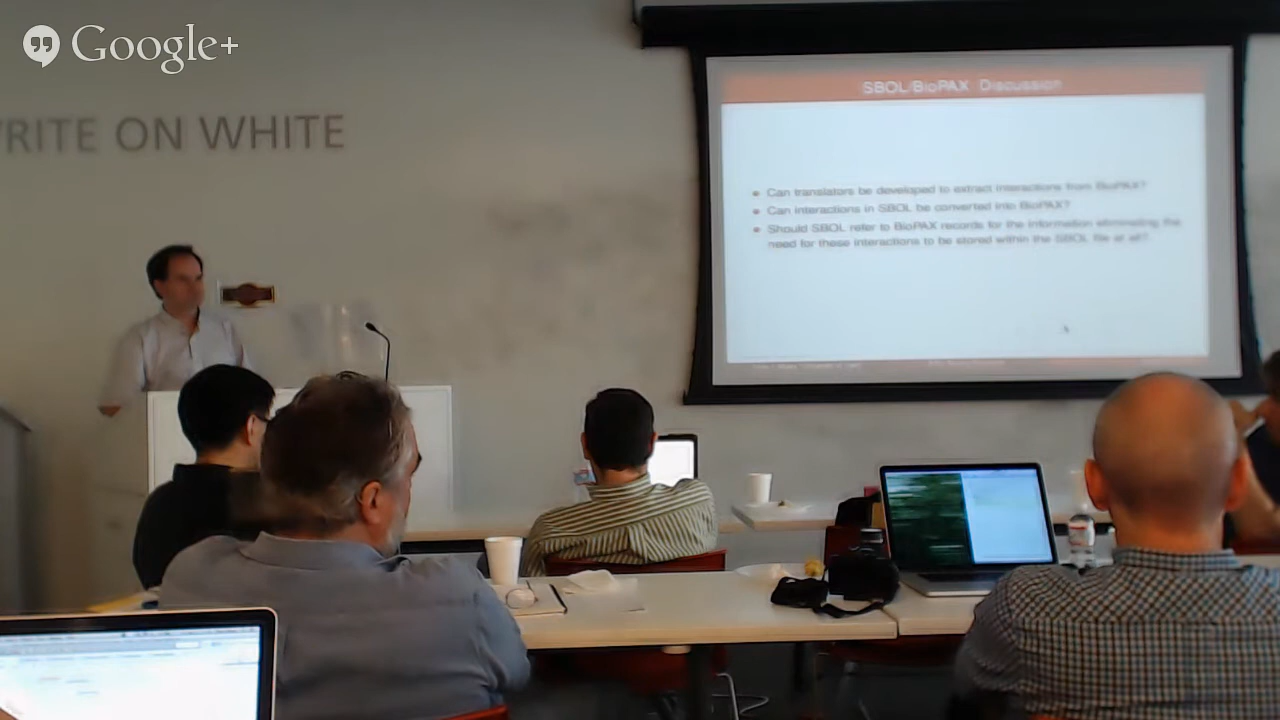 Google+
RITE ON WHITE
SBOL/BioPAX Discussion
Can translators be developed to extract interactions from BioPAX?
Can interactions in SBOL be converted into BioPAX?
Should SBOL refer to BioPAX records for the information eliminating the
need for these interactions to be stored within the SBOL file at all?